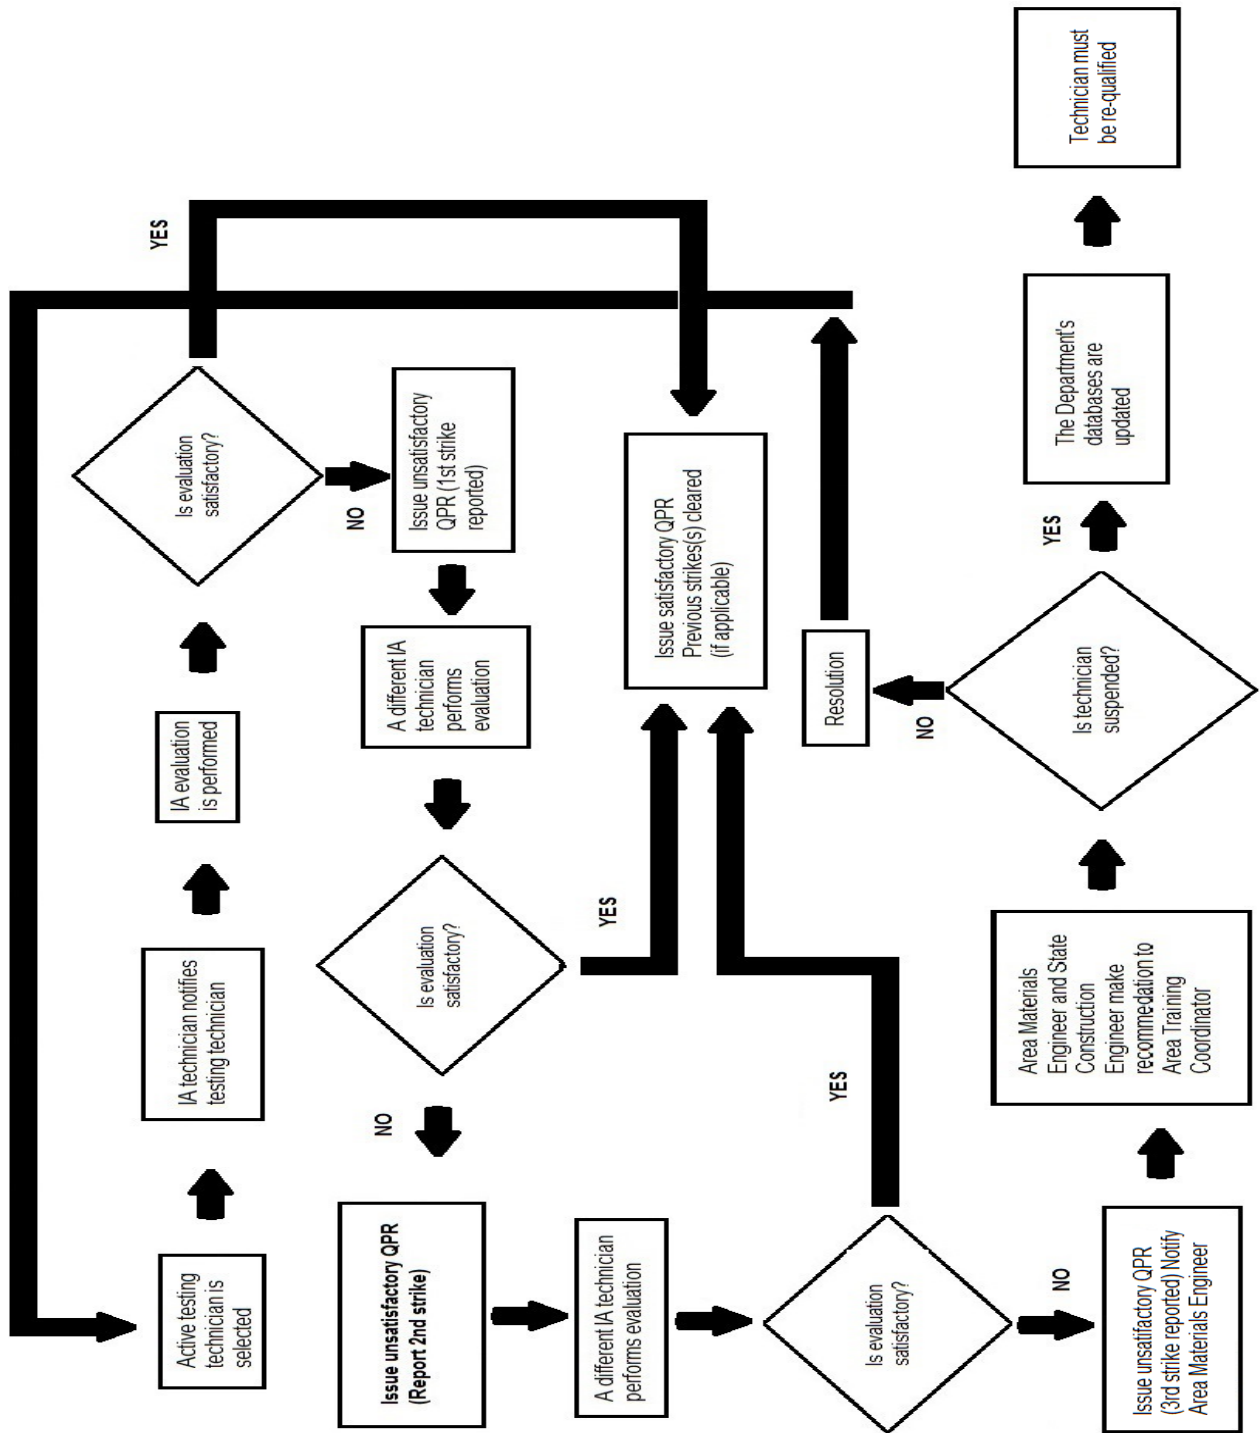 Active testing
technician is
selected
IA technician notifies
testing technician
IA evaluation
is performed
Is evaluation
satisfactory?
YES
NO
Issue unsatisfactory
QPR (1st strike
reported)
A different IA
technician
performs
evaluation
Is evaluation
satisfactory?
YES
NO
Issue unsatisfactory QPR
(Report 2nd strike)
A different IA technician
performs evaluation
Is evaluation
satisfactory?
YES
NO
Issue satisfactory QPR
Previous strikes(s) cleared
(if applicable)
Issue unsatifactory QPR
(3rd strike reported) Notify
Area Materials Engineer
Area Materials
Engineer and State
Construction
Engineer make
recommedation to
Area Training
Coordinator
Is technician
suspended?
NO
Resolution
YES
The Department's
databases are
updated
Technician must
be re-qualified